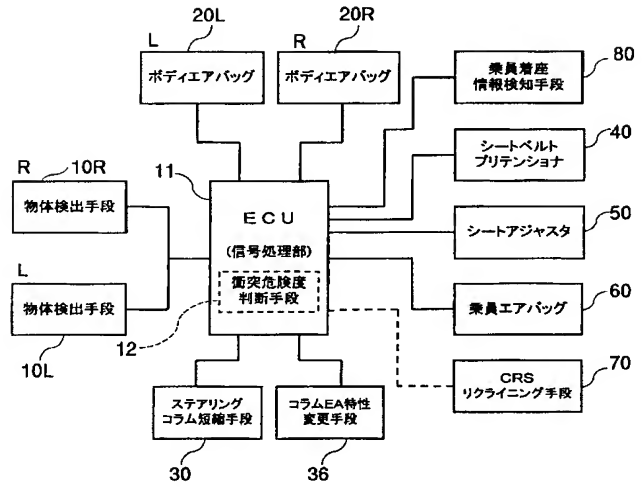 20L
20R
L
R
ボディエアバッグ
ボディエアバッグ
80
乗員着座
情報検知手段
40
シートベルト
プリテンショナ
R
10R
11
物体検出手段
ECU
(信号処理部)
衝突危険度
判断手段
50
シートアジャスタ
L
物体検出手段
10L
12
60
乗員エアバッグ
70
CRS
リクライニング手段
ステアリング
コラム短縮手段
30
コラムEA特性
変更手段
36